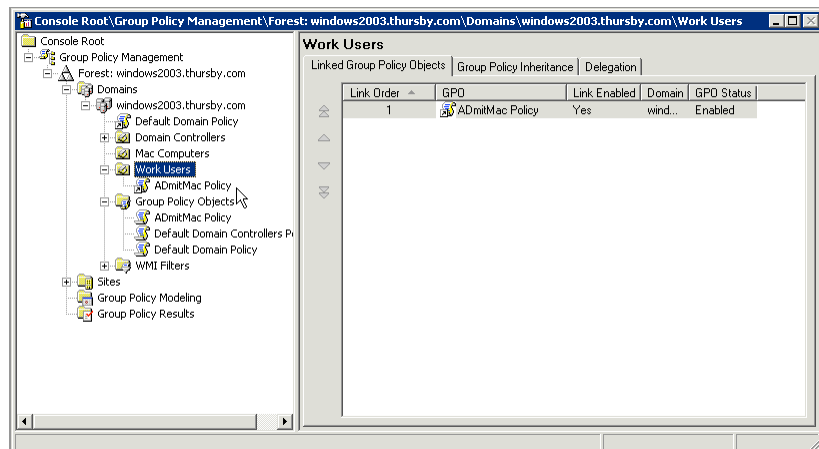 Console Root\Group Policy Management\Forest: windows2003.thursby.com\Domains\windows2003.thursby.com\Work Users
Console Root
Group Policy Management
Forest: windows2003.thursby.com
Domains
windows2003.thursby.com
Default Domain Policy
Domain Controllers
Mac Computers
Work Users
ADmitMac Policy
Group Policy Objects
ADmitMac Policy
Default Domain Controllers P
Default Domain Policy
WMI Filters
Sites
Group Policy Modeling
Group Policy Results
Work Users
Linked Group Policy Objects Group Policy Inheritance Delegation
Link Order GPO Link Enabled Domain GPO Status
1 ADmitMac Policy Yes wind... Enabled